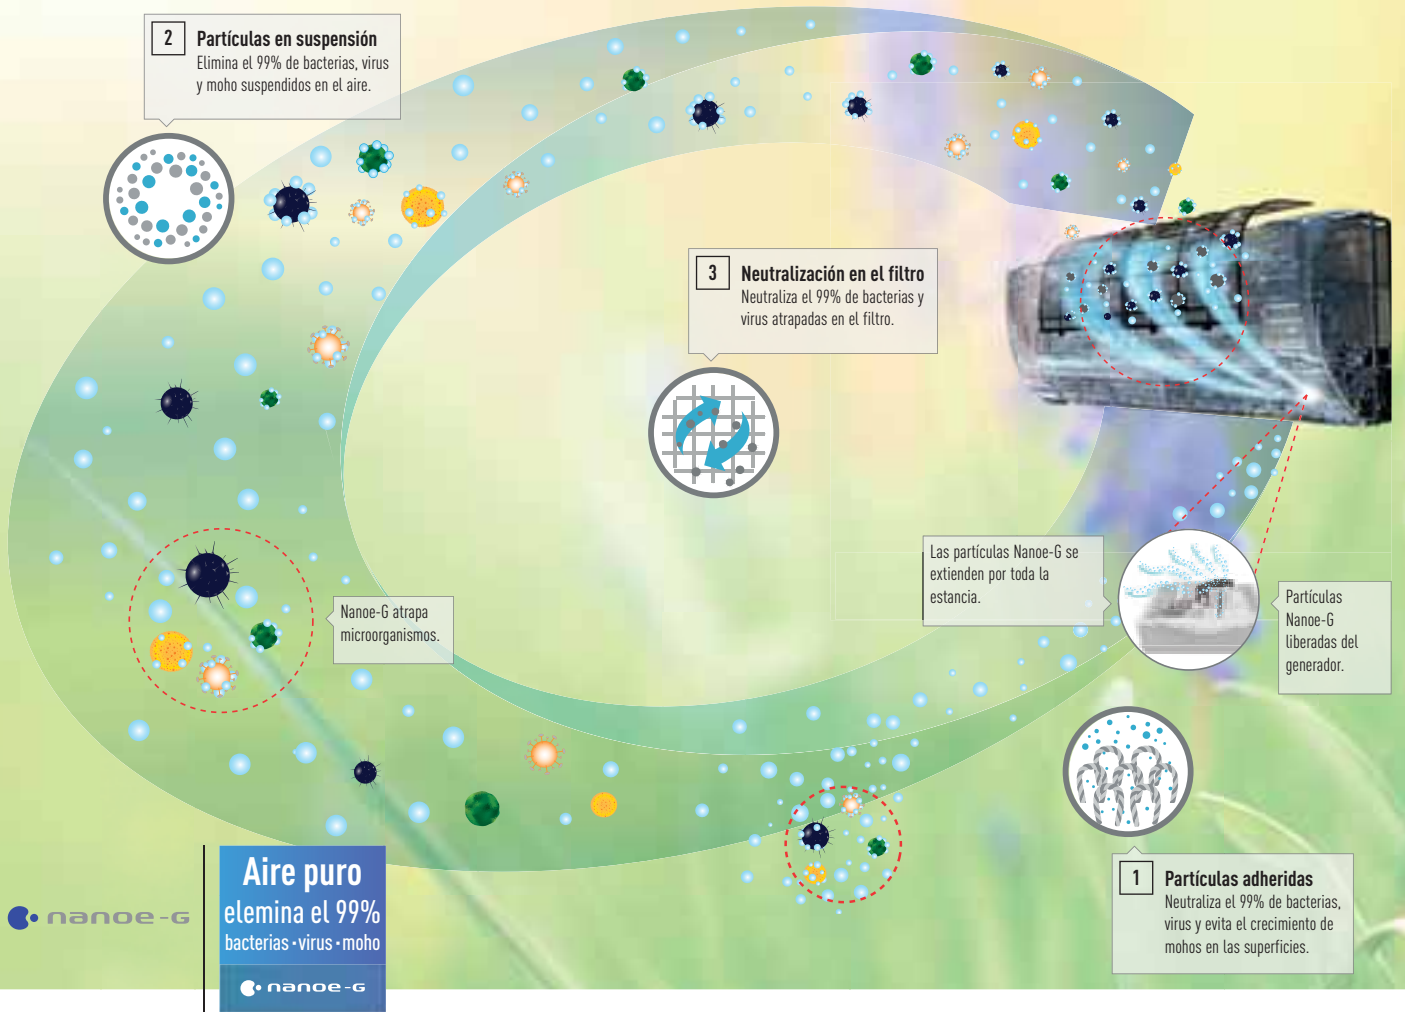 2
Partículas en suspensión
Elimina el 99% de bacterias, virus
y moho suspendidos en el aire.
3
Neutralización en el filtro
Neutraliza el 99% de bacterias y
virus atrapadas en el filtro.
Las partículas Nanoe-G se
extienden por toda la
estancia.
Partículas
Nanoe-G
liberadas del
generador.
Nanoe-G atrapa
microorganismos.
1
Partículas adheridas
Neutraliza el 99% de bacterias,
virus y evita el crecimiento de
mohos en las superficies.
nanoe-G
Aire puro
elemina el 99%
bacterias·virus·moho
nanoe-G